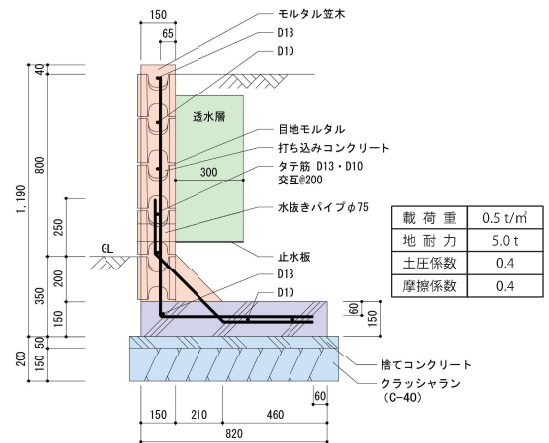 150
65
モルタル笠木
D13
D10
透水層
目地モルタル
打ち込みコンクリート
タテ筋 D13・D10
交互@200
300
水抜きパイプφ75
止水板
D13
D10
GL
40
800
1,190
250
200
350
150
50
20
150
60
150
捨てコンクリート
クラッシャラン
(C-40)
150
210
460
60
820
載荷重 0.5 t/㎡
地耐力 5.0 t
土圧係数 0.4
摩擦係数 0.4